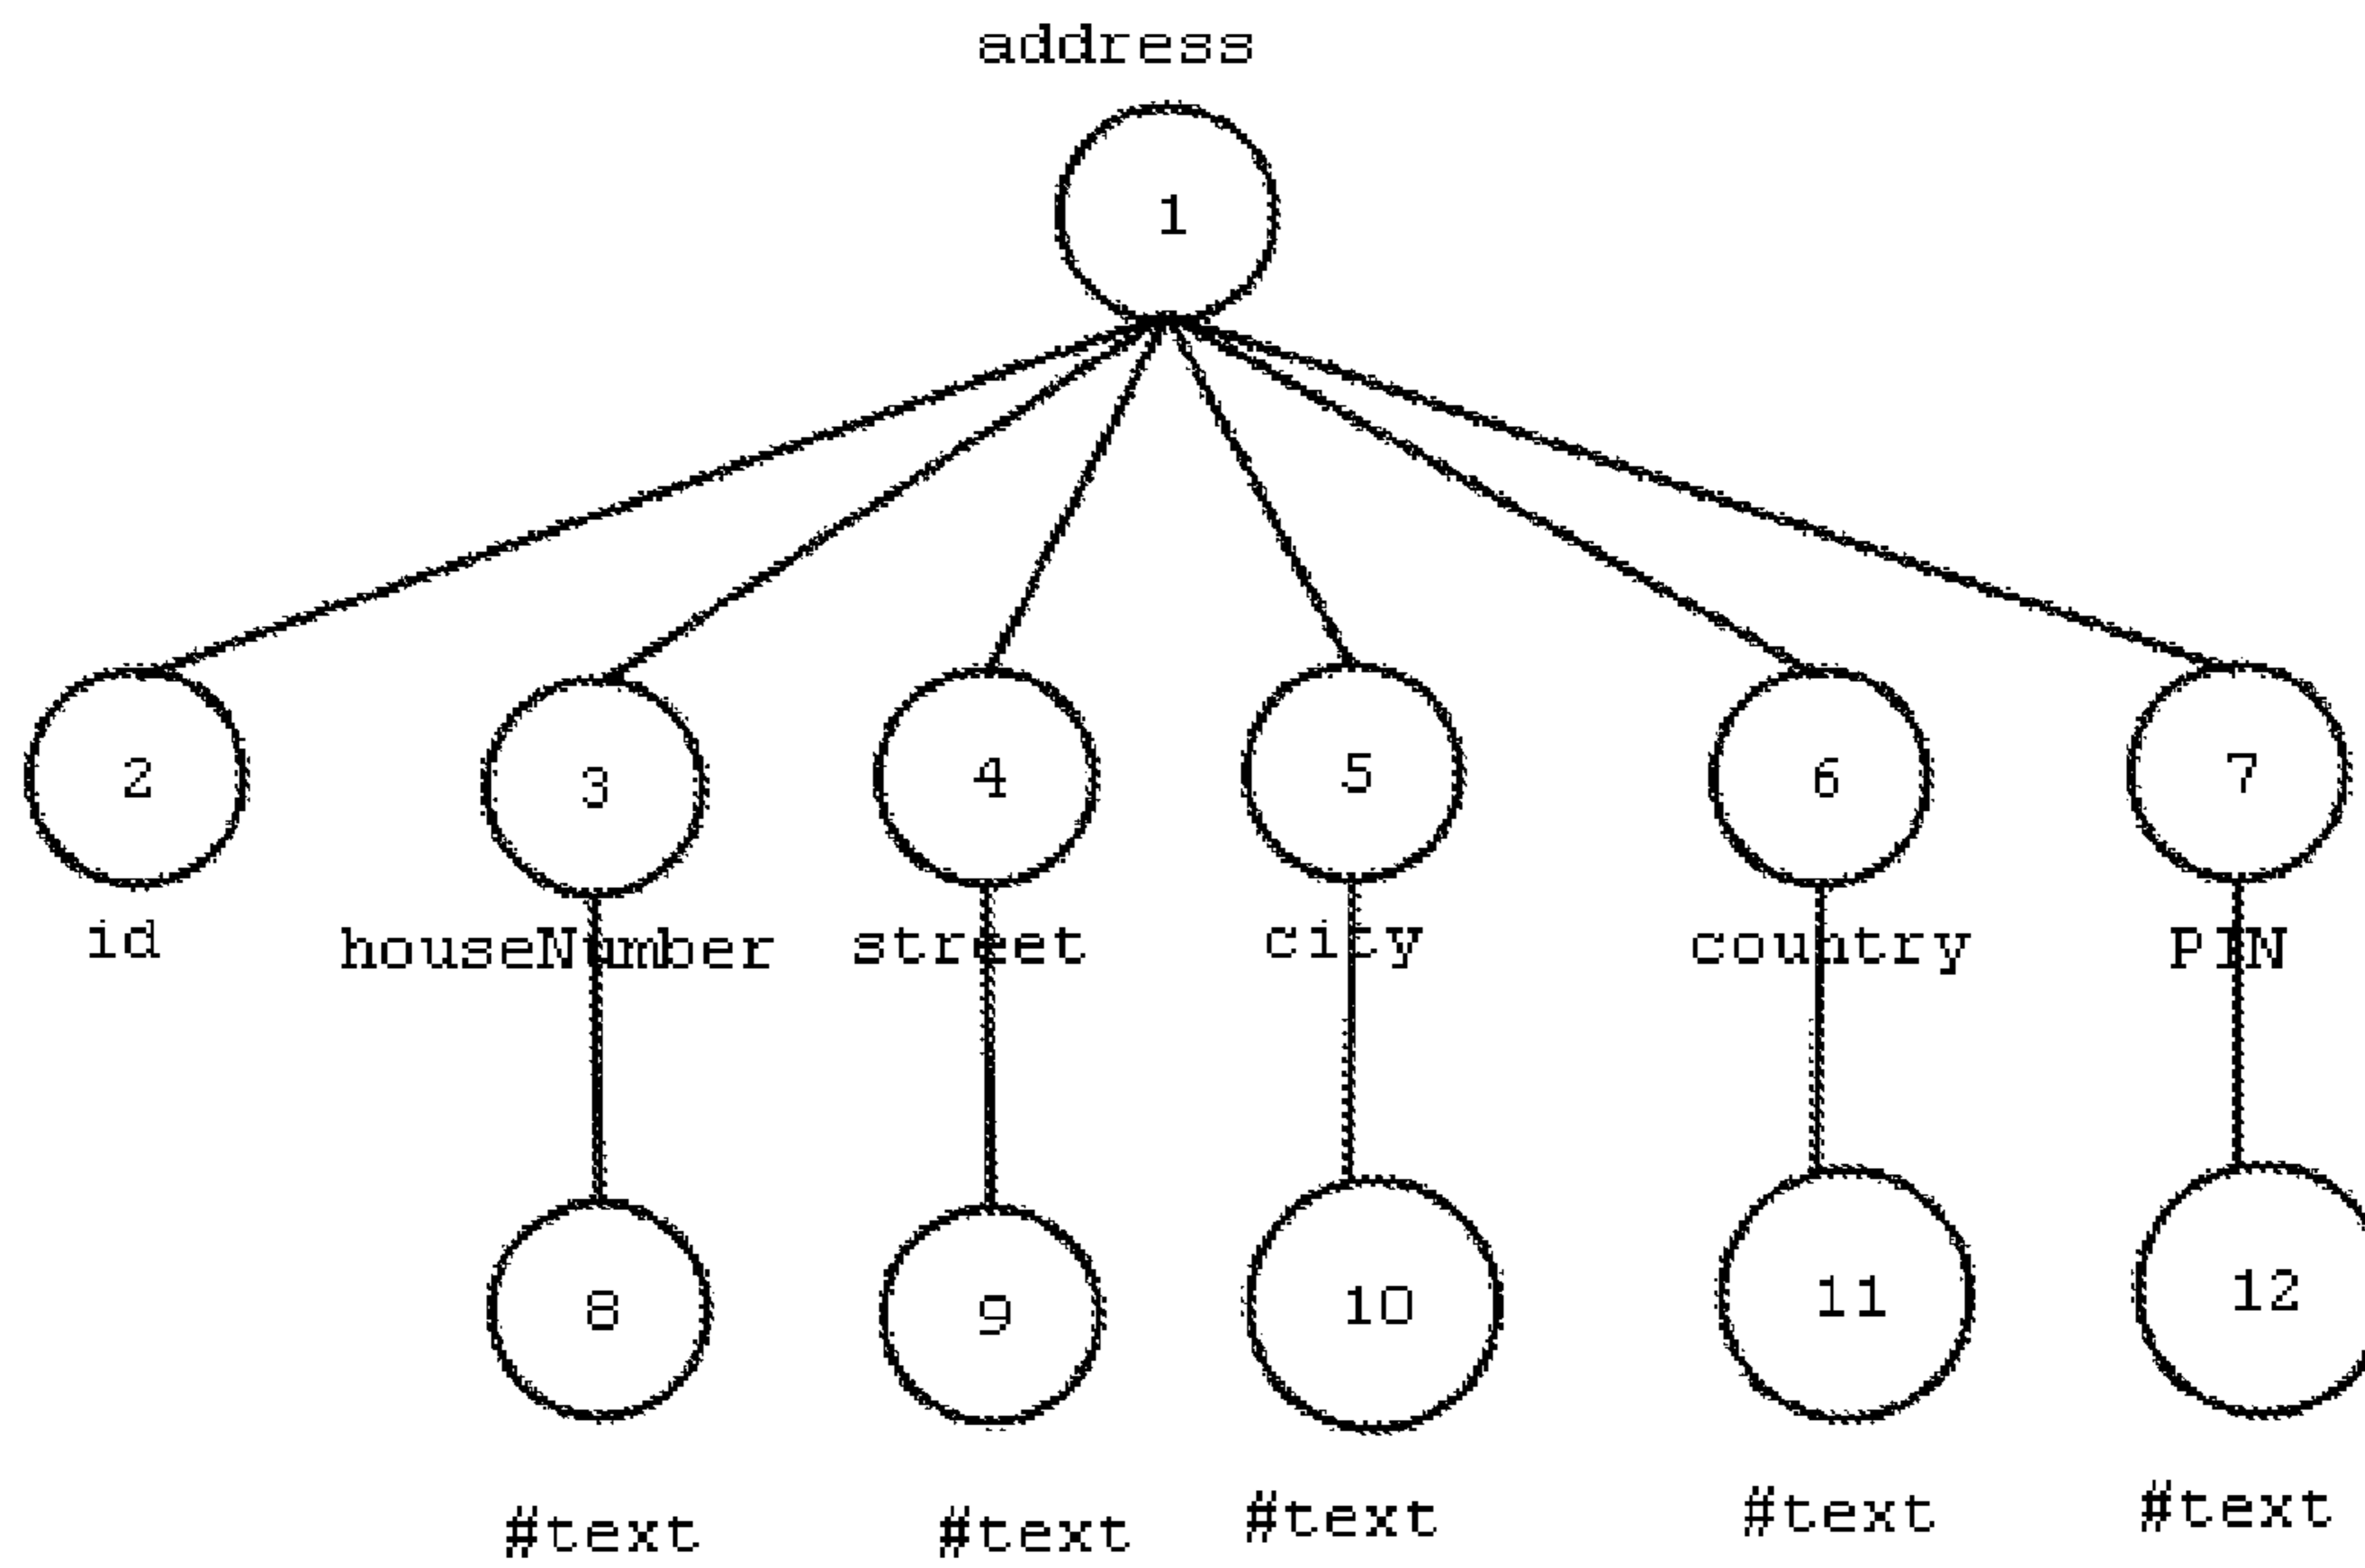 address
1
2 3 4 5 6 7
id houseNumber street city country PIN
8 9 10 11 12
#text #text #text #text #text